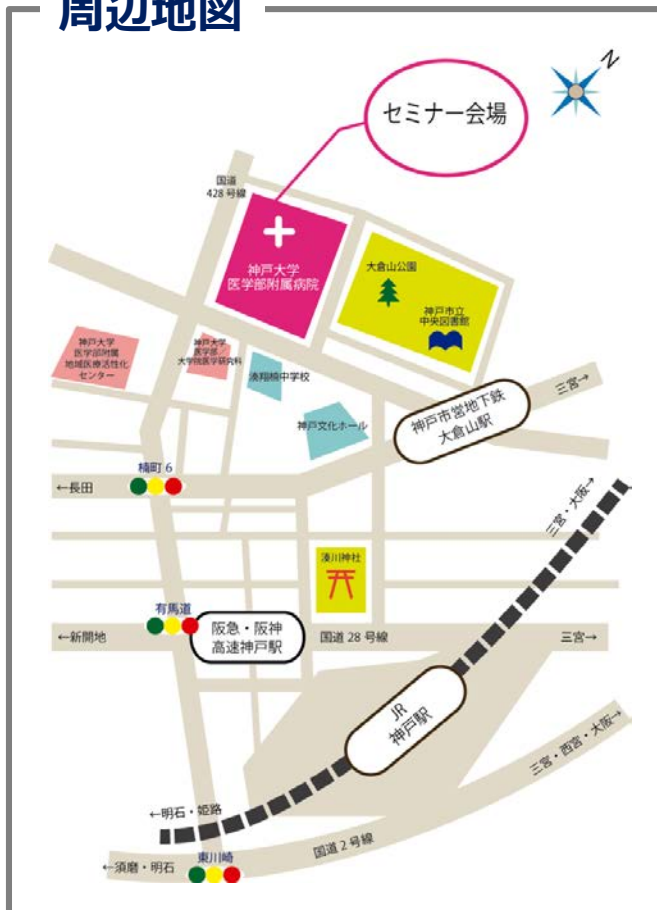 周辺地図
N
セミナー会場
国道
428号線
神戸大学
医学部附属病院
大倉山公園
神戸市立
中央図書館
神戸大学
医学部附属
地域医療活性化
センター
神戸大学
医学部/
大学院医学研究科
湊翔楠中学校
神戸文化ホール
神戸市営地下鉄
大倉山駅
三宮→
楠町6
←長田
三宮・大阪→
湊川神社
有馬道
←新開地
阪急・阪神
高速神戸駅
国道28号線
三宮→
JR
神戸駅
三宮・西宮・大阪→
←明石・姫路
国道2号線
東川崎
←須磨・明石